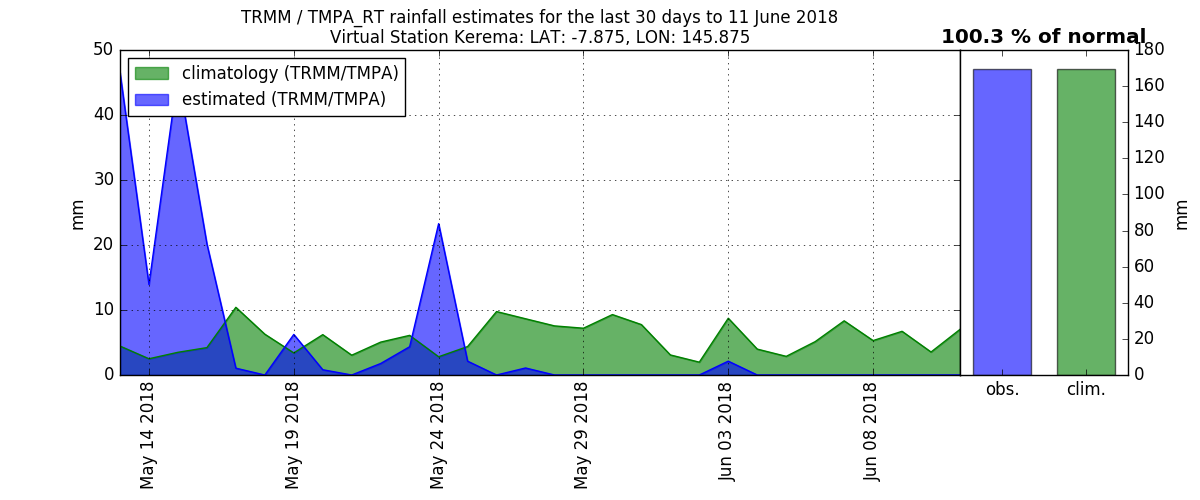 TRMM / TMPA_RT rainfall estimates for the last 30 days to 11 June 2018
Virtual Station Kerema: LAT: -7.875, LON: 145.875
100.3 % of normal
climatology (TRMM/TMPA)
estimated (TRMM/TMPA)
50
40
30
20
10
0
mm
May 14 2018
May 19 2018
May 24 2018
May 29 2018
Jun 03 2018
Jun 08 2018
180
160
140
120
100
80
60
40
20
0
mm
obs.
clim.